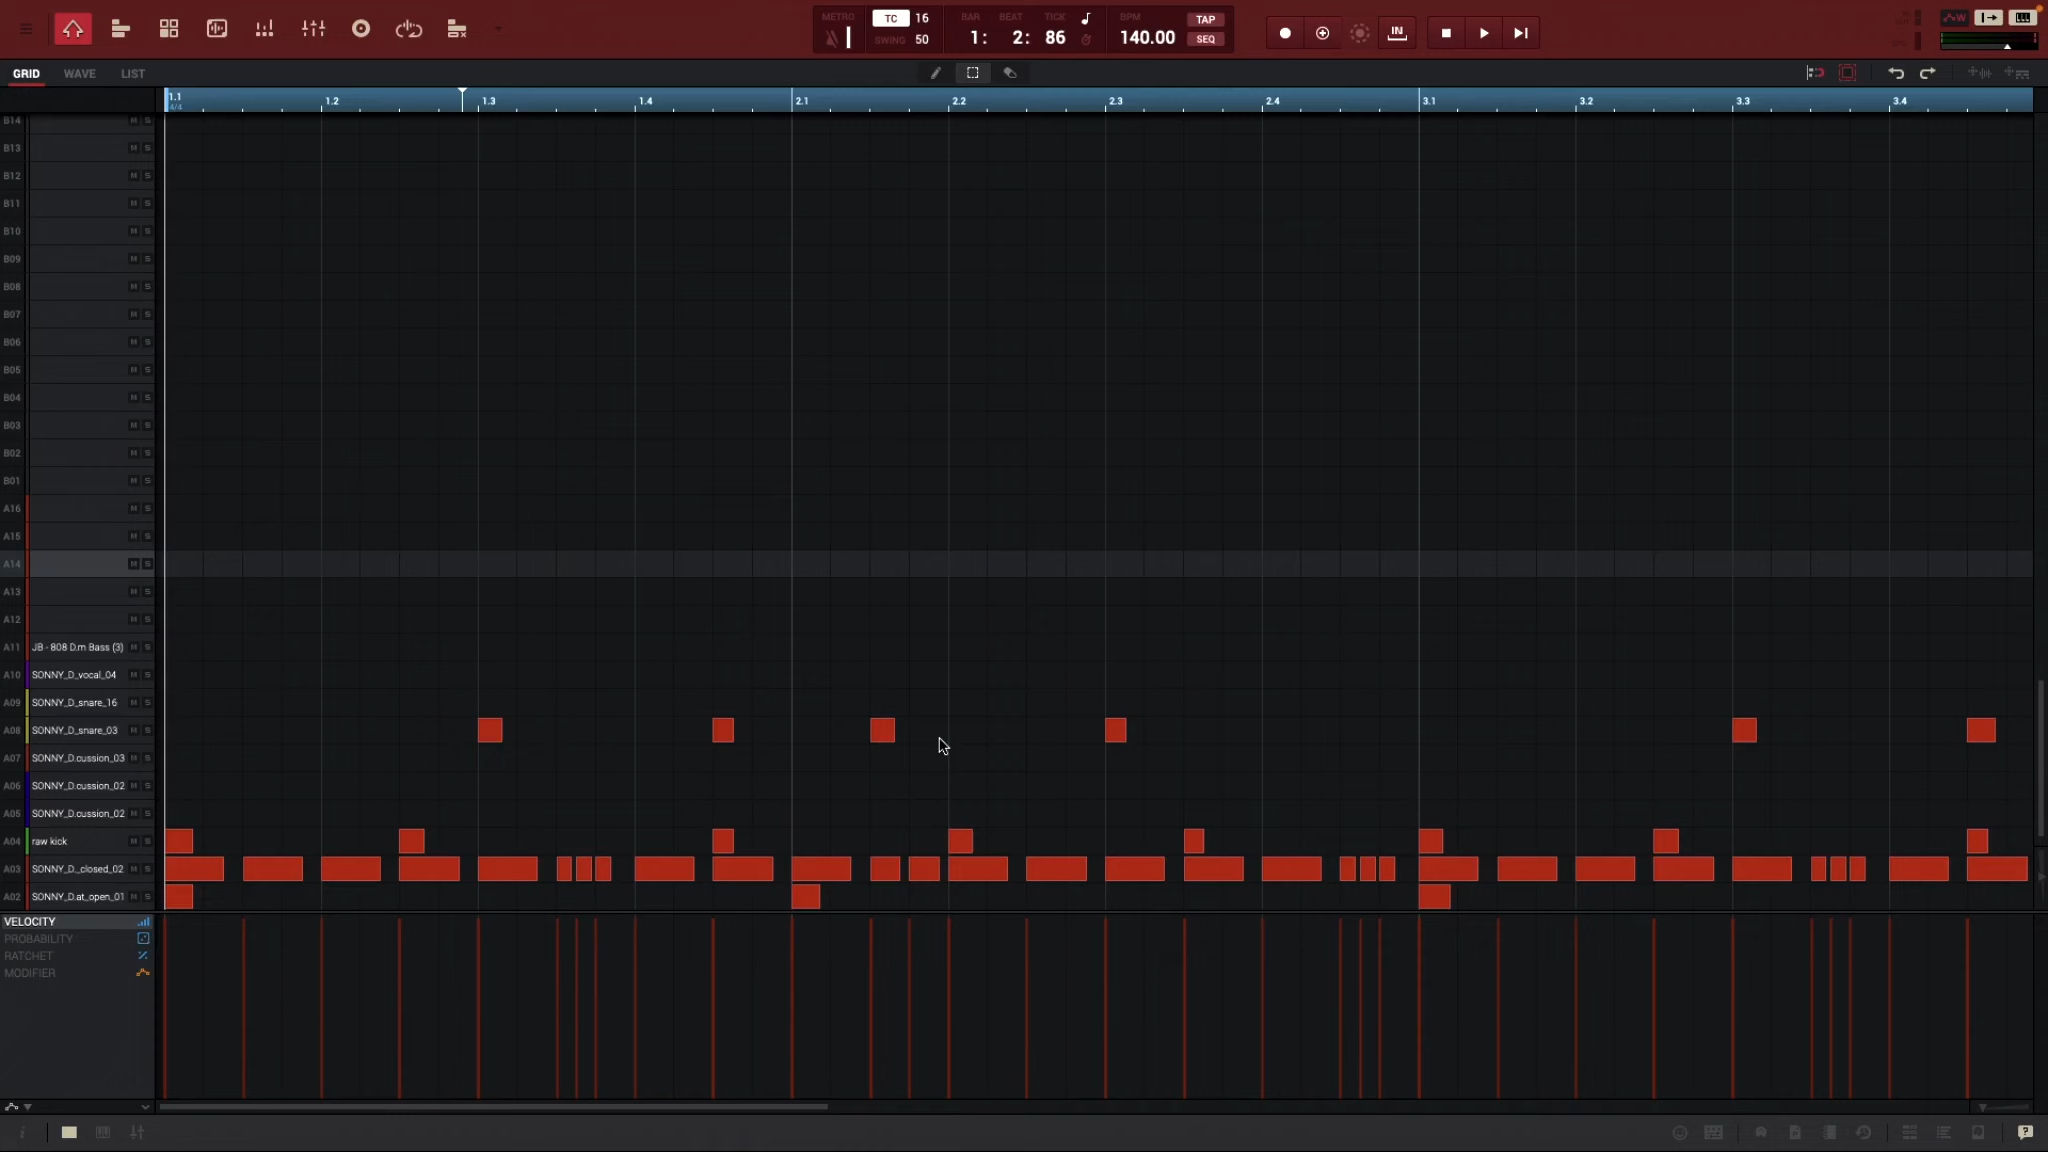 METRO TC 16 BAR BEAT TICK BPM TAP
SWING 50 1: 2: 86 140.00 SEQ IN
GRID WAVE LIST
1.1 1.2 1.3 1.4 2.1 2.2 2.3 2.4 3.1 3.2 3.3 3.4
4/4
B14 M S
B13 M S
B12 M S
B11 M S
B10 M S
B09 M S
B08 M S
B07 M S
B06 M S
B05 M S
B04 M S
B03 M S
B02 M S
B01 M S
A16 M S
A15 M S
A14 M S
A13 M S
A12 M S
A11 JB - 808 D.m Bass (3) M S
A10 SONNY_D_vocal_04 M S
A09 SONNY_D_snare_16 M S
A08 SONNY_D_snare_03 M S
A07 SONNY_D.cussion_03 M S
A06 SONNY_D.cussion_02 M S
A05 SONNY_D.cussion_02 M S
A04 raw kick M S
A03 SONNY_D._closed_02 M S
A02 SONNY_D.at_open_01 M S
VELOCITY
PROBABILITY
RATCHET
MODIFIER